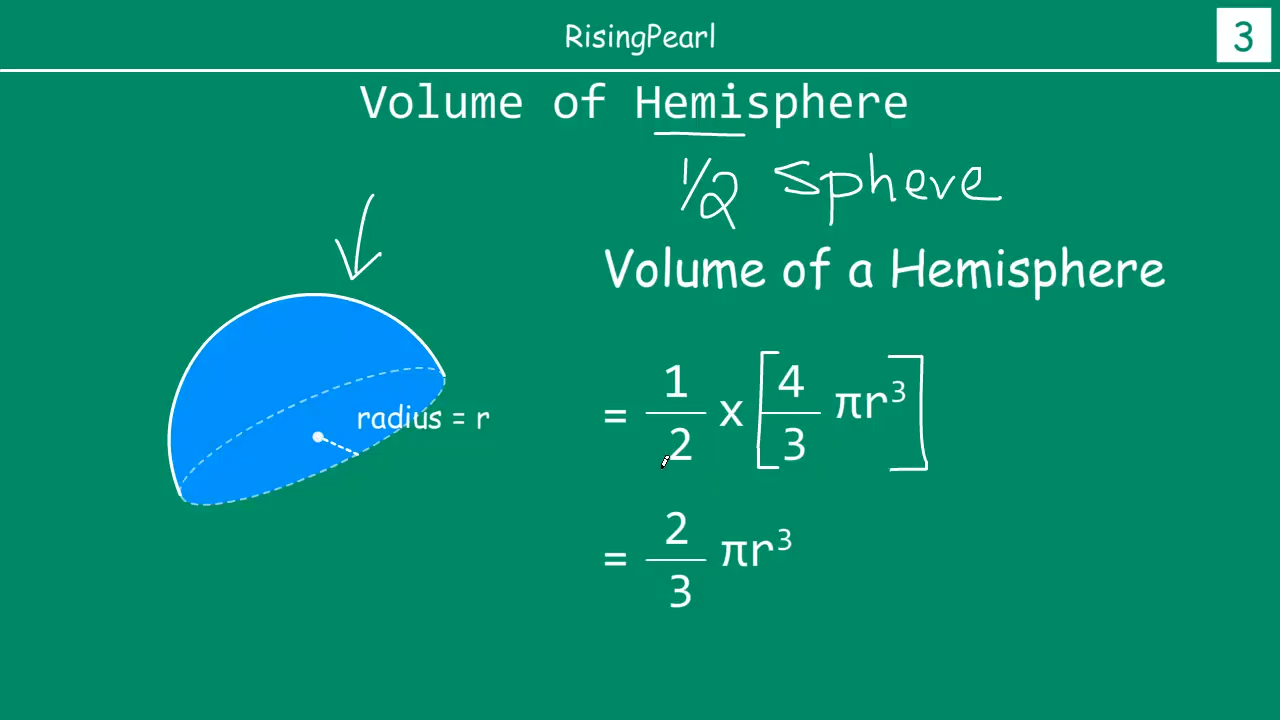 RisingPearl
3
Volume of Hemisphere
1/2 sphere
Volume of a Hemisphere
radius = r
= 1/2 x [4/3 πr³]
= 2/3 πr³